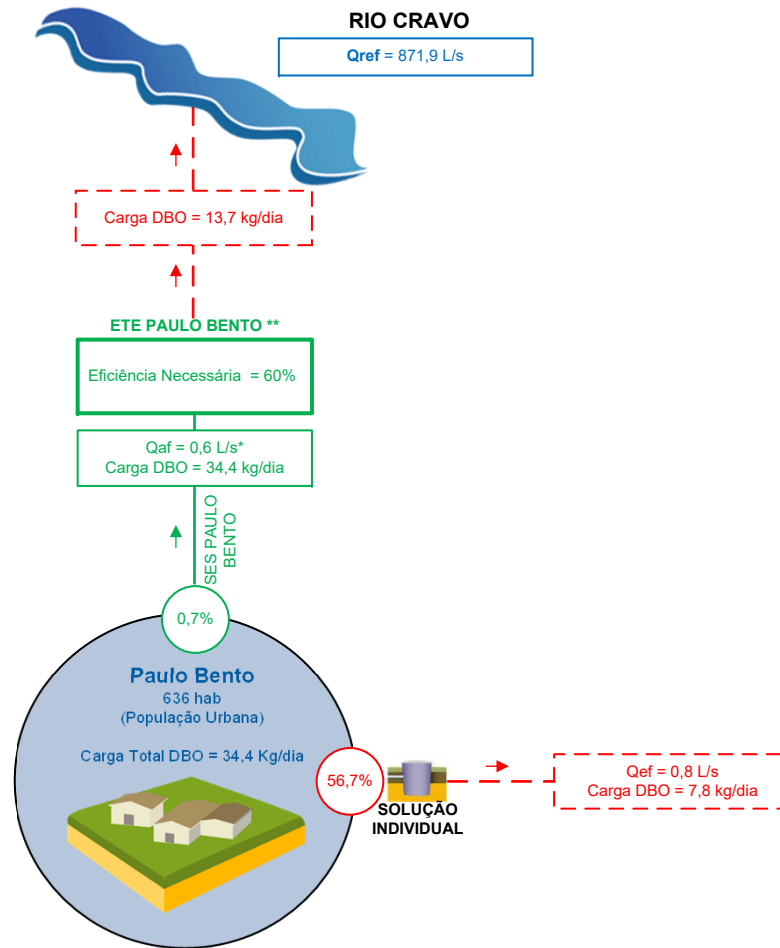 RIO CRAVO
Qref = 871,9 L/s
Carga DBO = 13,7 kg/dia
ETE PAULO BENTO **
Eficiência Necessária = 60%
Qaf = 0,6 L/s*
Carga DBO = 34,4 kg/dia
SES PAULO
BENTO
0,7%
Paulo Bento
636 hab
(População Urbana)
Carga Total DBO = 34,4 Kg/dia
56,7%
SOLUÇÃO
INDIVIDUAL
Qef = 0,8 L/s
Carga DBO = 7,8 kg/dia